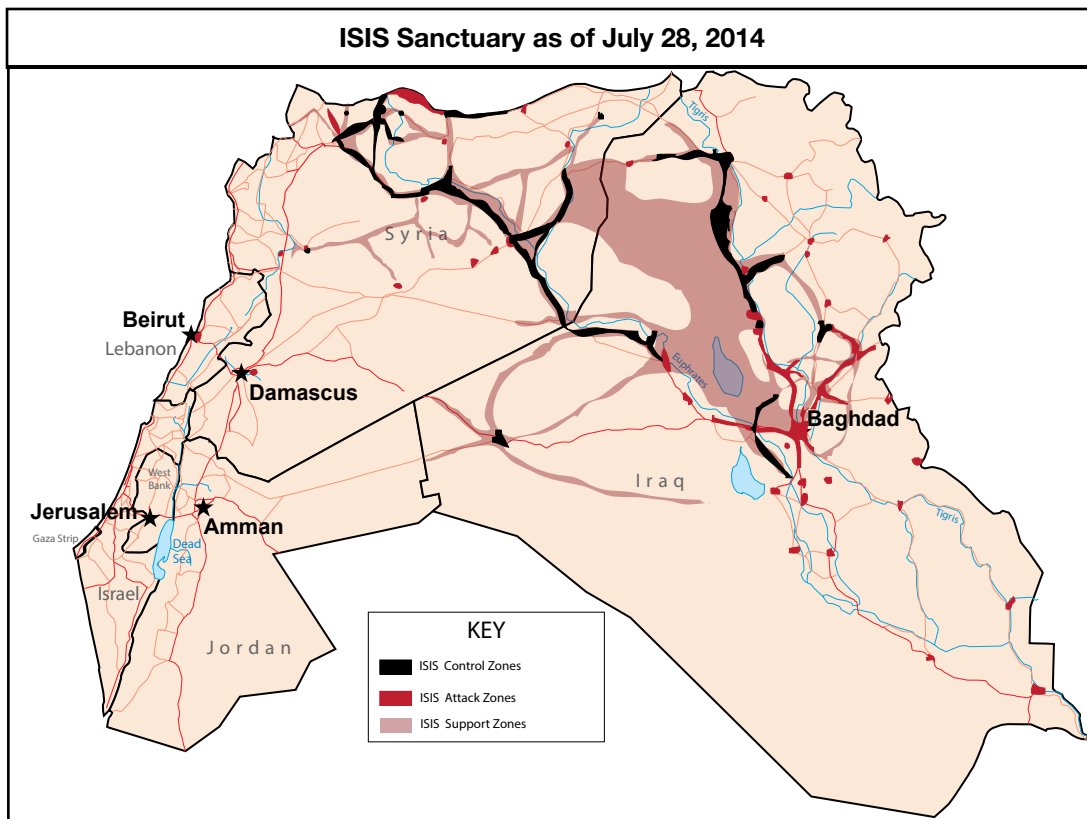 ISIS Sanctuary as of July 28, 2014
Tigris
Syria
Beirut
Lebanon
Damascus
Euphrates
Baghdad
West
Bank
Iraq
Jerusalem
Amman
Gaza Strip
Dead
Sea
Tigris
Israel
Jordan
KEY
ISIS Control Zones
ISIS Attack Zones
ISIS Support Zones